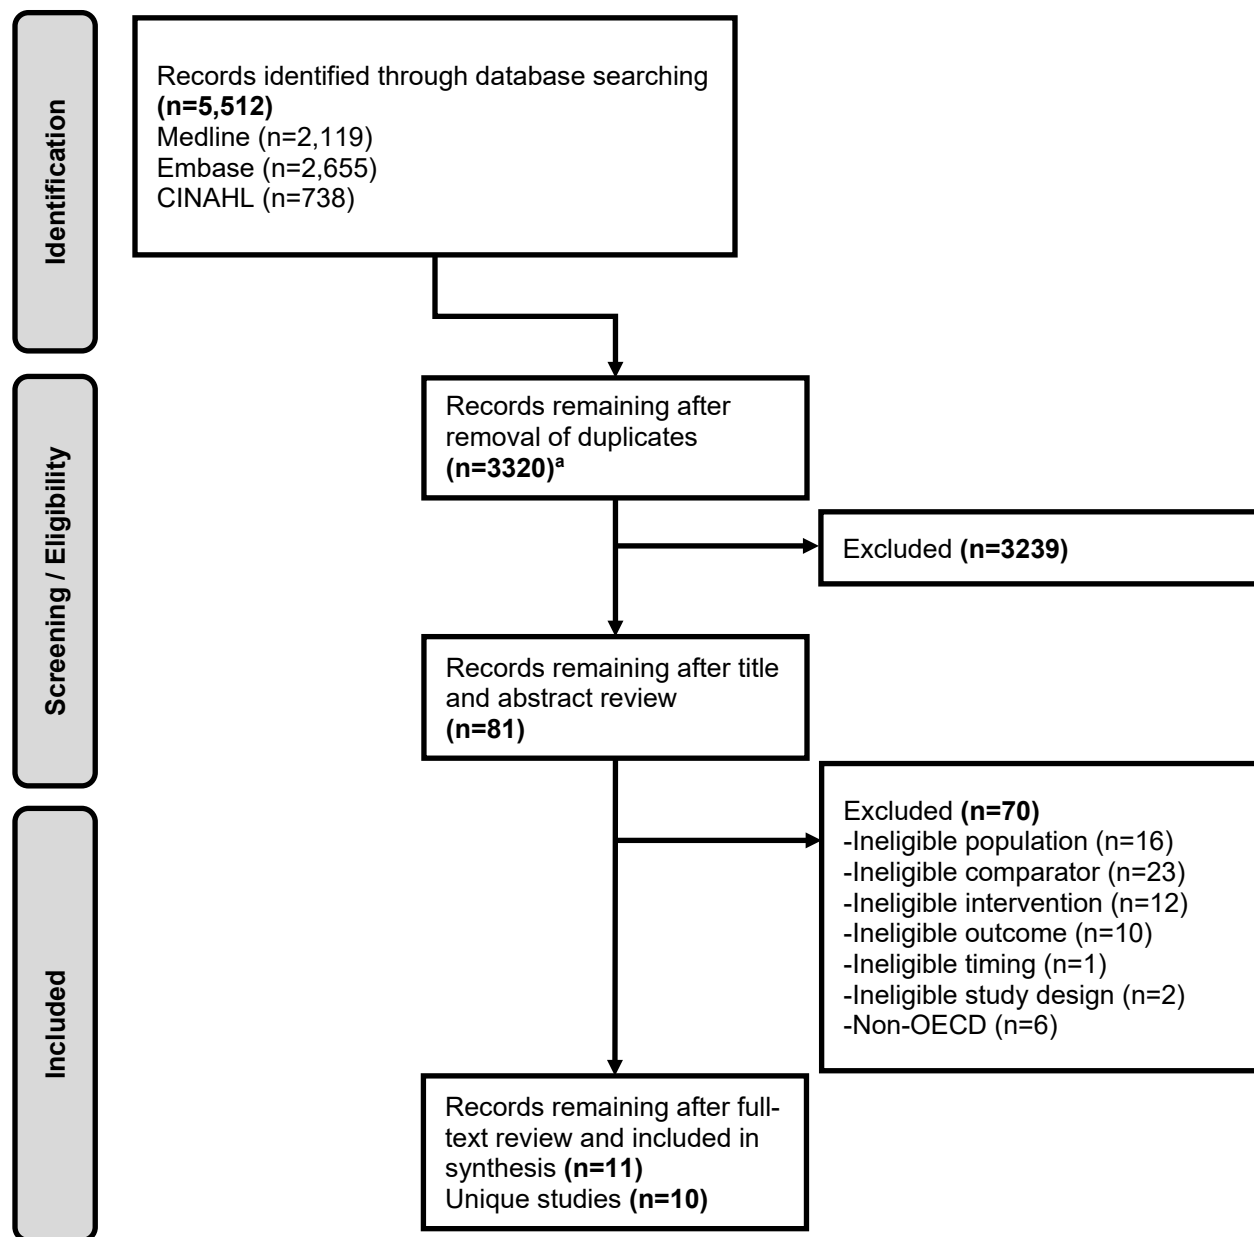 Identification
Records identified through database searching
(n=5,512)
Medline (n=2,119)
Embase (n=2,655)
CINAHL (n=738)
Screening / Eligibility
Records remaining after
removal of duplicates
(n=3320)ª
Excluded (n=3239)
Records remaining after title
and abstract review
(n=81)
Excluded (n=70)
-Ineligible population (n=16)
-Ineligible comparator (n=23)
-Ineligible intervention (n=12)
-Ineligible outcome (n=10)
-Ineligible timing (n=1)
-Ineligible study design (n=2)
-Non-OECD (n=6)
Included
Records remaining after full-
text review and included in
synthesis (n=11)
Unique studies (n=10)